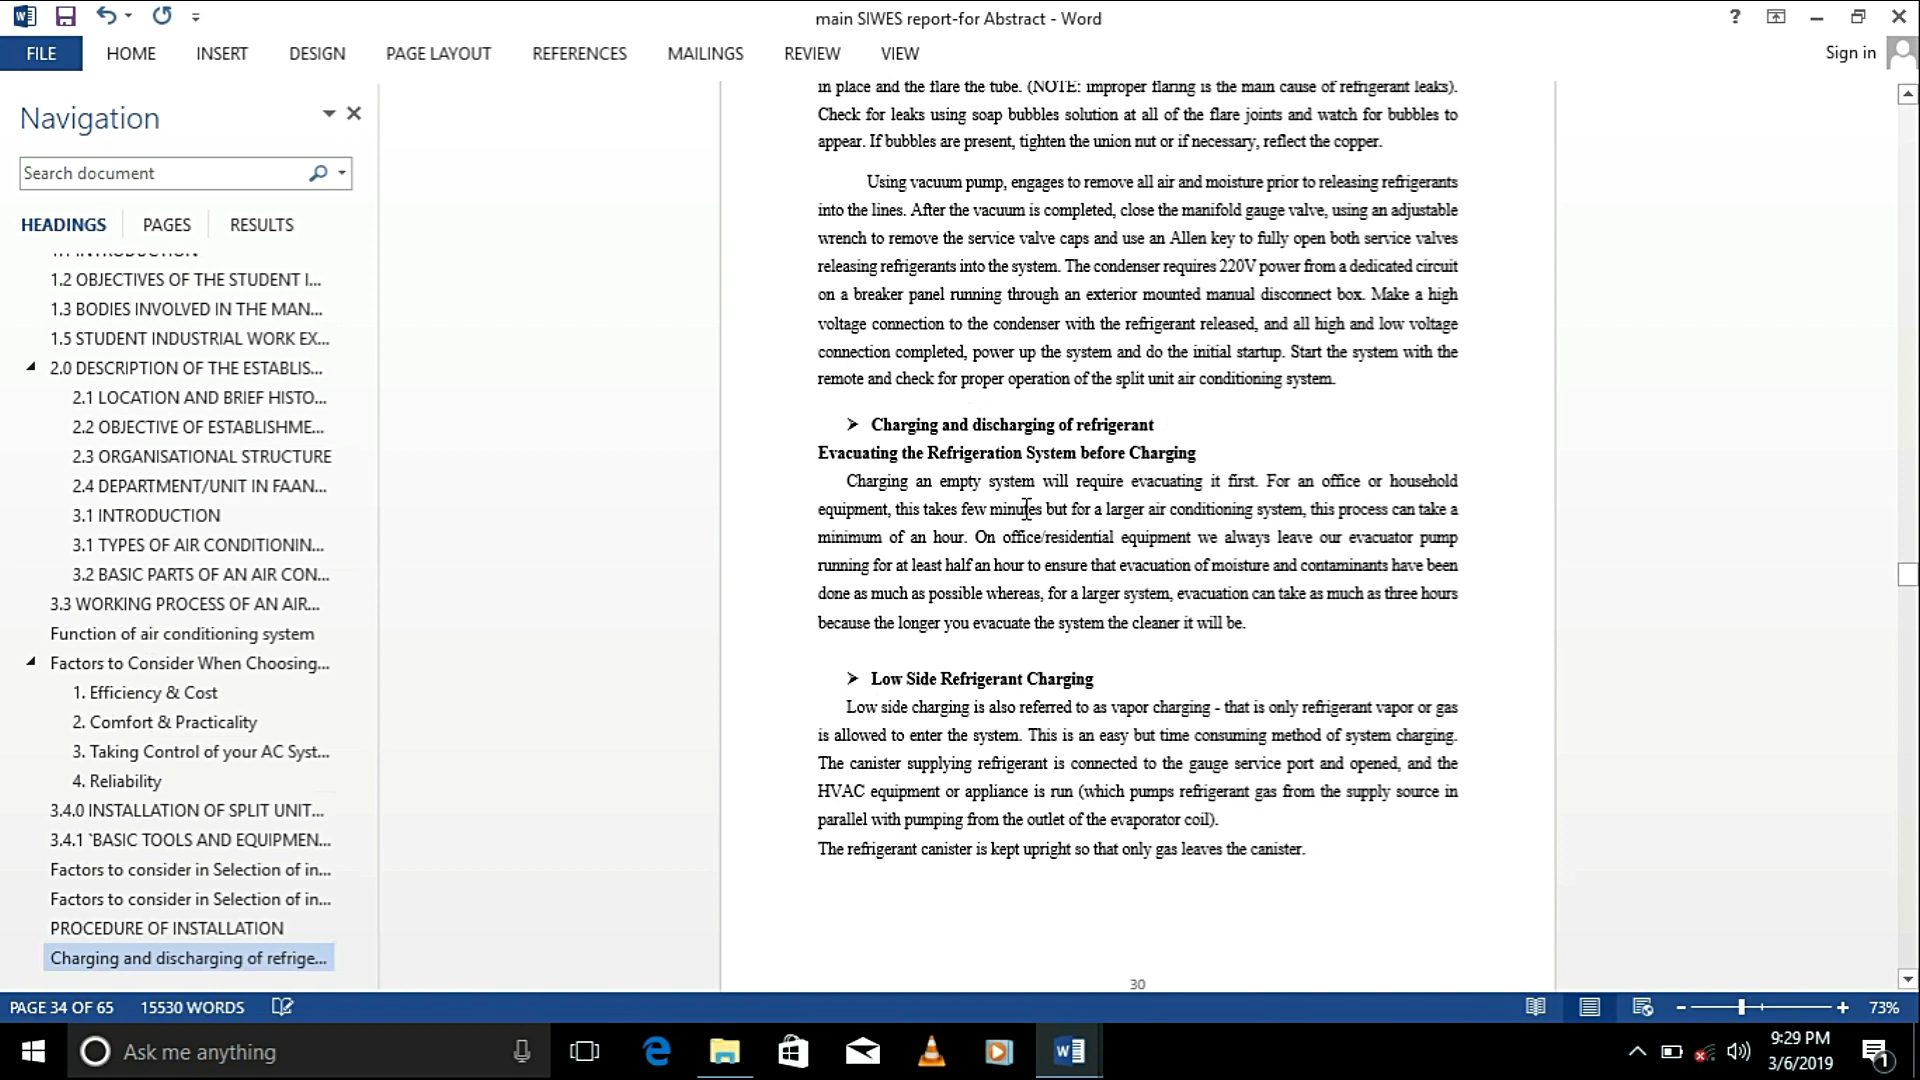 main SIWES report-for Abstract - Word
?
FILE HOME INSERT DESIGN PAGE LAYOUT REFERENCES MAILINGS REVIEW VIEW
Sign in
Navigation
Search document
HEADINGS PAGES RESULTS
1.1 INTRODUCTION
1.2 OBJECTIVES OF THE STUDENT I...
1.3 BODIES INVOLVED IN THE MAN...
1.5 STUDENT INDUSTRIAL WORK EX...
2.0 DESCRIPTION OF THE ESTABLIS...
2.1 LOCATION AND BRIEF HISTO...
2.2 OBJECTIVE OF ESTABLISHME...
2.3 ORGANISATIONAL STRUCTURE
2.4 DEPARTMENT/UNIT IN FAAN...
3.1 INTRODUCTION
3.1 TYPES OF AIR CONDITIONIN...
3.2 BASIC PARTS OF AN AIR CON...
3.3 WORKING PROCESS OF AN AIR...
Function of air conditioning system
Factors to Consider When Choosing...
1. Efficiency & Cost
2. Comfort & Practicality
3. Taking Control of your AC Syst...
4. Reliability
3.4.0 INSTALLATION OF SPLIT UNIT...
3.4.1 `BASIC TOOLS AND EQUIPMEN...
Factors to consider in Selection of in...
Factors to consider in Selection of in...
PROCEDURE OF INSTALLATION
Charging and discharging of refrige...
in place and the flare the tube. (NOTE: improper flaring is the main cause of refrigerant leaks).
Check for leaks using soap bubbles solution at all of the flare joints and watch for bubbles to
appear. If bubbles are present, tighten the union nut or if necessary, reflect the copper.
Using vacuum pump, engages to remove all air and moisture prior to releasing refrigerants
into the lines. After the vacuum is completed, close the manifold gauge valve, using an adjustable
wrench to remove the service valve caps and use an Allen key to fully open both service valves
releasing refrigerants into the system. The condenser requires 220V power from a dedicated circuit
on a breaker panel running through an exterior mounted manual disconnect box. Make a high
voltage connection to the condenser with the refrigerant released, and all high and low voltage
connection completed, power up the system and do the initial startup. Start the system with the
remote and check for proper operation of the split unit air conditioning system.
➢ Charging and discharging of refrigerant
Evacuating the Refrigeration System before Charging
Charging an empty system will require evacuating it first. For an office or household
equipment, this takes few minutes but for a larger air conditioning system, this process can take a
minimum of an hour. On office/residential equipment we always leave our evacuator pump
running for at least half an hour to ensure that evacuation of moisture and contaminants have been
done as much as possible whereas, for a larger system, evacuation can take as much as three hours
because the longer you evacuate the system the cleaner it will be.
➢ Low Side Refrigerant Charging
Low side charging is also referred to as vapor charging - that is only refrigerant vapor or gas
is allowed to enter the system. This is an easy but time consuming method of system charging.
The canister supplying refrigerant is connected to the gauge service port and opened, and the
HVAC equipment or appliance is run (which pumps refrigerant gas from the supply source in
parallel with pumping from the outlet of the evaporator coil).
The refrigerant canister is kept upright so that only gas leaves the canister.
30
PAGE 34 OF 65 15530 WORDS
73%
Ask me anything
9:29 PM
3/6/2019
1